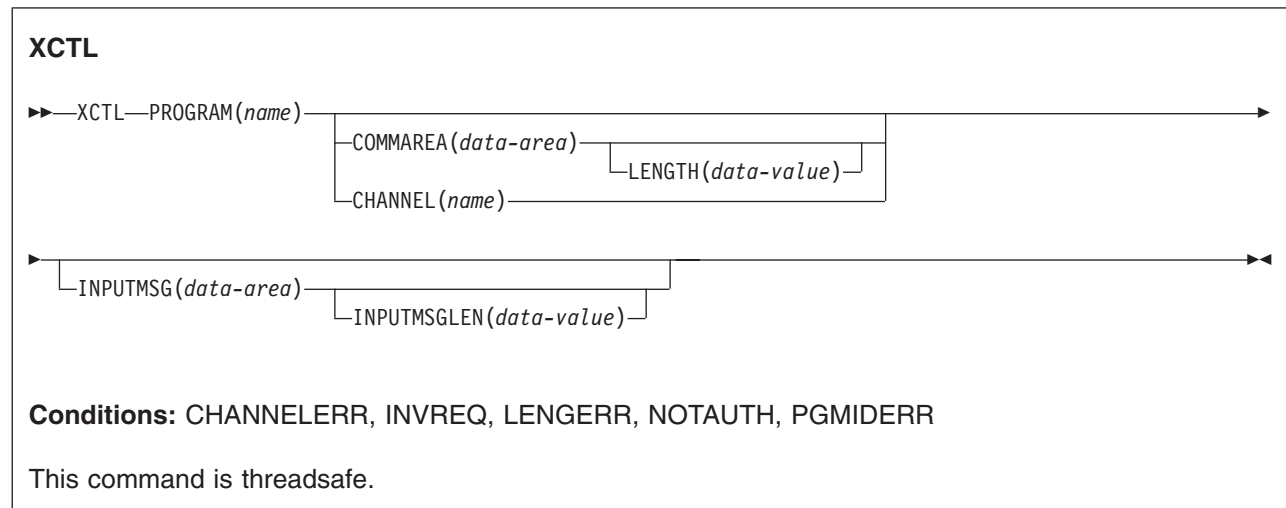 XCTL
XCTL PROGRAM(name)
COMMAREA(data-area)
LENGTH(data-value)
CHANNEL(name)
INPUTMSG(data-area)
INPUTMSGLEN(data-value)
Conditions: CHANNELERR, INVREQ, LENGERR, NOTAUTH, PGMIDERR
This command is threadsafe.